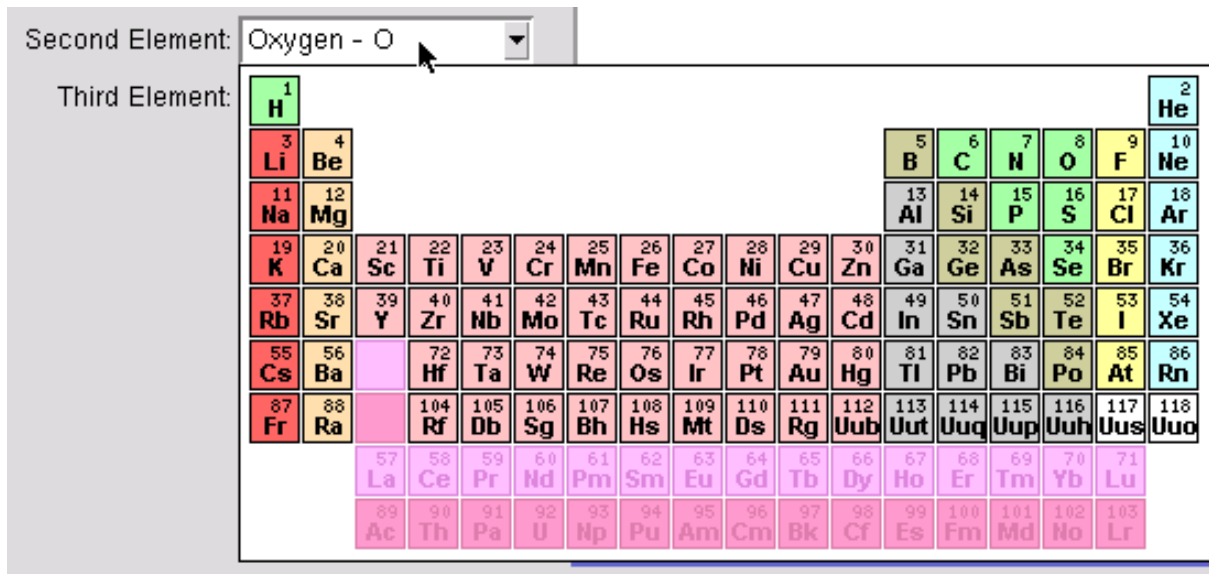 Second Element: Oxygen - O
Third Element:
1 2
H He
3 4 5 6 7 8 9 10
Li Be B C N O F Ne
11 12 13 14 15 16 17 18
Na Mg Al Si P S Cl Ar
19 20 21 22 23 24 25 26 27 28 29 30 31 32 33 34 35 36
K Ca Sc Ti V Cr Mn Fe Co Ni Cu Zn Ga Ge As Se Br Kr
37 38 39 40 41 42 43 44 45 46 47 48 49 50 51 52 53 54
Rb Sr Y Zr Nb Mo Tc Ru Rh Pd Ag Cd In Sn Sb Te I Xe
55 56 72 73 74 75 76 77 78 79 80 81 82 83 84 85 86
Cs Ba Hf Ta W Re Os Ir Pt Au Hg Tl Pb Bi Po At Rn
87 88 104 105 106 107 108 109 110 111 112 113 114 115 116 117 118
Fr Ra Rf Db Sg Bh Hs Mt Ds Rg Uub Uut Uuq Uup Uuh Uus Uuo
57 58 59 60 61 62 63 64 65 66 67 68 69 70 71
La Ce Pr Nd Pm Sm Eu Gd Tb Dy Ho Er Tm Yb Lu
89 90 91 92 93 94 95 96 97 98 99 100 101 102 103
Ac Th Pa U Np Pu Am Cm Bk Cf Es Fm Md No Lr